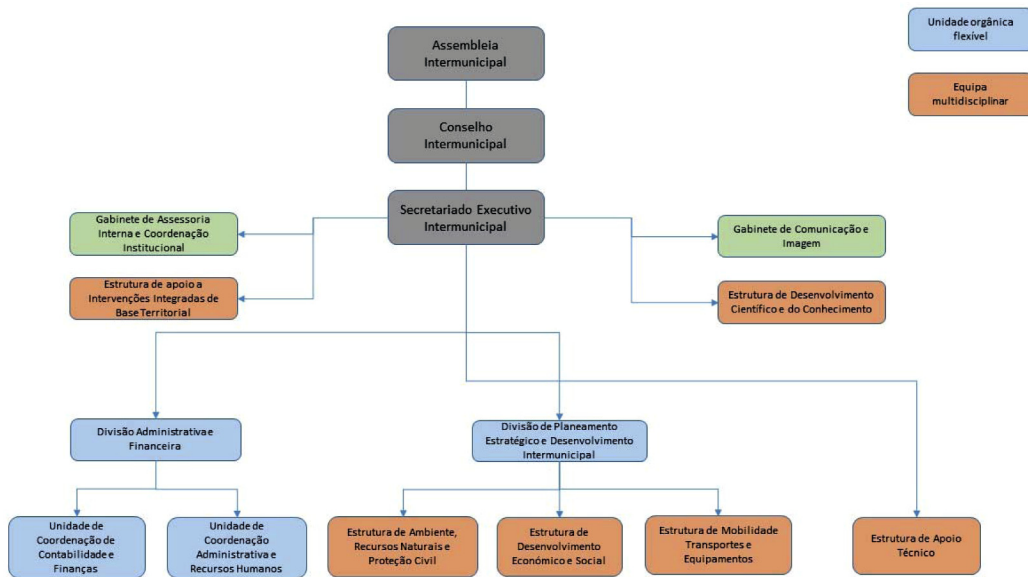 Unidade orgânica
flexível
Assembleia
Intermunicipal
Equipa
multidisciplinar
Conselho
Intermunicipal
Secretariado Executivo
Intermunicipal
Gabinete de Assessoria
Interna e Coordenação
Institucional
Gabinete de Comunicação e
Imagem
Estrutura de apoio a
Intervenções Integradas de
Base Territorial
Estrutura de Desenvolvimento
Científico e do Conhecimento
Divisão Administrativa e
Financeira
Divisão de Planeamento
Estratégico e Desenvolvimento
Intermunicipal
Unidade de
Coordenação de
Contabilidade e
Finanças
Unidade de
Coordenação
Administrativa e
Recursos Humanos
Estrutura de Ambiente,
Recursos Naturais e
Proteção Civil
Estrutura de
Desenvolvimento
Económico e Social
Estrutura de Mobilidade
Transportes e
Equipamentos
Estrutura de Apoio
Técnico